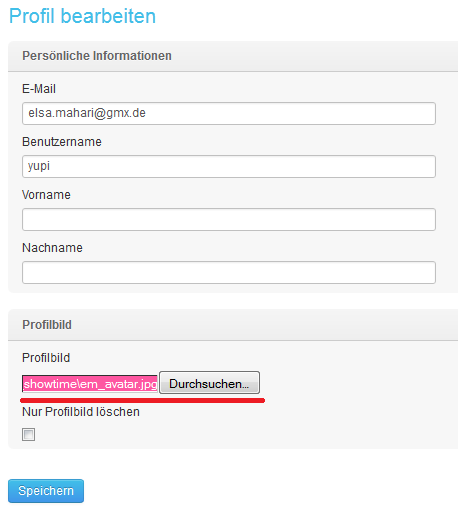 Profil bearbeiten
Persönliche Informationen
E-Mail
elsa.mahari@gmx.de
Benutzername
yupi
Vorname
Nachname
Profilbild
Profilbild
showtime\em_avatar.jpg Durchsuchen...
Nur Profilbild löschen
Speichern